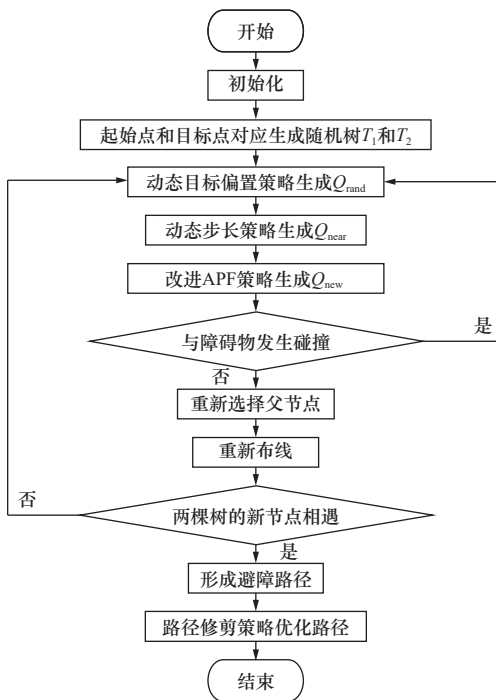 开始
初始化
起始点和目标点对应生成随机树T₁和T₂
动态目标偏置策略生成Qrand
动态步长策略生成Qnear
改进APF策略生成Qnew
与障碍物发生碰撞
是
否
重新选择父节点
重新布线
否
两棵树的新节点相遇
是
形成避障路径
路径修剪策略优化路径
结束